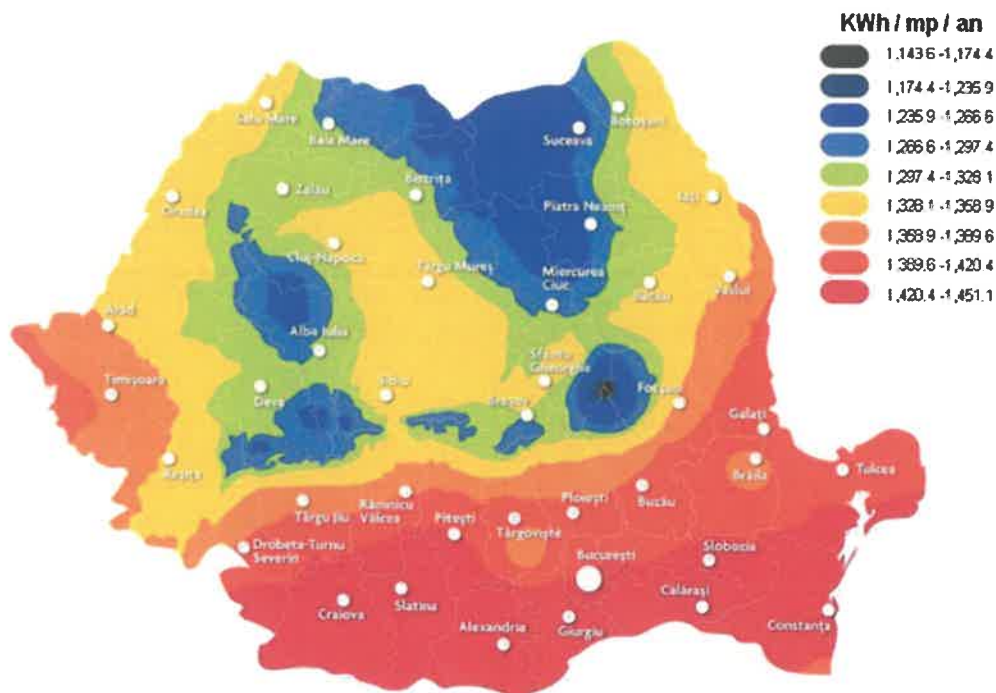 KWh / mp / an
1,143.6 -1,174.4
1,174.4 -1,235.9
1,235.9 -1,266.6
1,266.6 -1,297.4
1,297.4 -1,328.1
1,328.1 -1,358.9
1,358.9 -1,389.6
1,389.6 -1,420.4
1,420.4 -1,451.1
Satu Mare
Baia Mare
Botoșani
Suceava
Zalău
Bistrița
Oradea
Iași
Piatra Neamț
Cluj-Napoca
Târgu Mureș
Miercurea
Ciuc
Bacău
Vaslui
Arad
Alba Iulia
Sfântu
Gheorghe
Timișoara
Deva
Sibiu
Brașov
Focșani
Galați
Reșița
Brăila
Tulcea
Târgu Jiu
Râmnicu
Vâlcea
Pitești
Ploiești
Buzău
Târgoviște
Drobeta-Turnu
Severin
București
Slobozia
Craiova
Slatina
Călărași
Alexandria
Giurgiu
Constanța